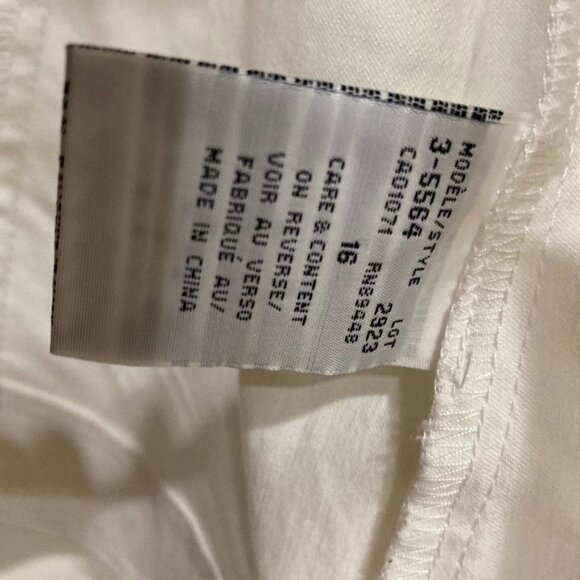 MODÈLE/STYLE LOT
3-5564 2923
CA01071 RN89448
16
CARE & CONTENT
ON REVERSE/
VOIR AU VERSO
FABRIQUÉ AU/
MADE IN CHINA